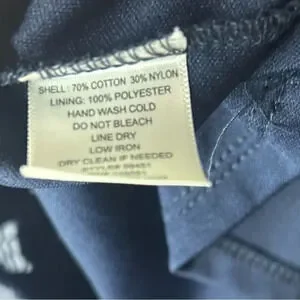 SHELL: 70% COTTON 30% NYLON
LINING: 100% POLYESTER
HAND WASH COLD
DO NOT BLEACH
LINE DRY
LOW IRON
DRY CLEAN IF NEEDED